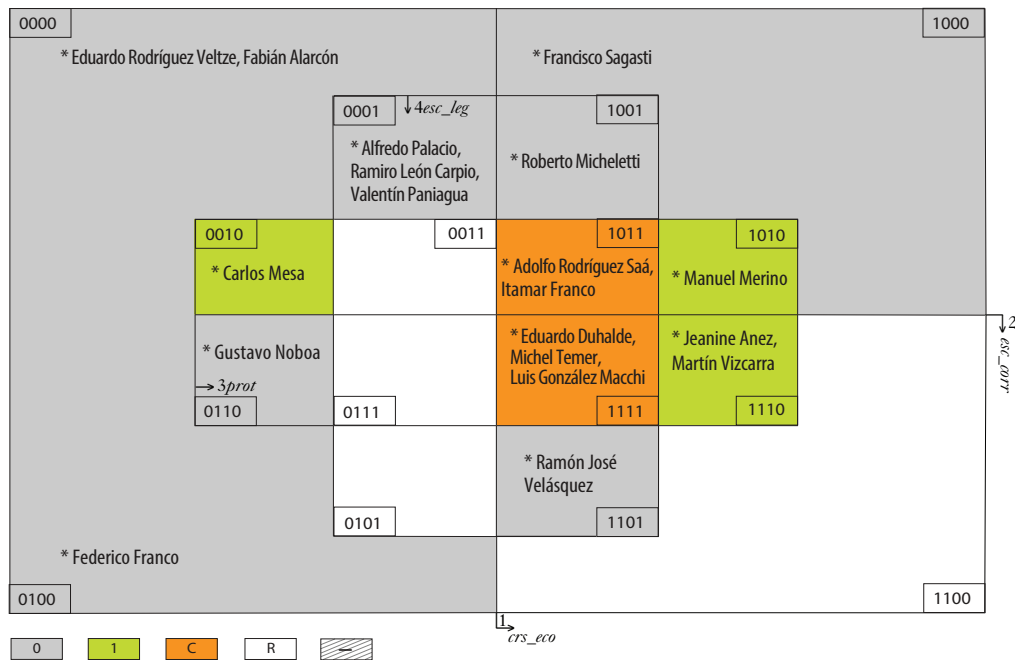 0000
1000
* Eduardo Rodríguez Veltze, Fabián Alarcón
* Francisco Sagasti
0001
4esc_leg
1001
* Alfredo Palacio,
Ramiro León Carpio,
Valentín Paniagua
* Roberto Micheletti
0010
0011
1011
1010
* Carlos Mesa
* Adolfo Rodríguez Saá,
Itamar Franco
* Manuel Merino
2
esc_corr
* Gustavo Noboa
* Eduardo Duhalde,
Michel Temer,
Luis González Macchi
* Jeanine Anez,
Martín Vizcarra
3prot
0110
0111
1111
1110
* Ramón José
Velásquez
0101
1101
* Federico Franco
0100
1100
1
crs_eco
0
1
C
R
–